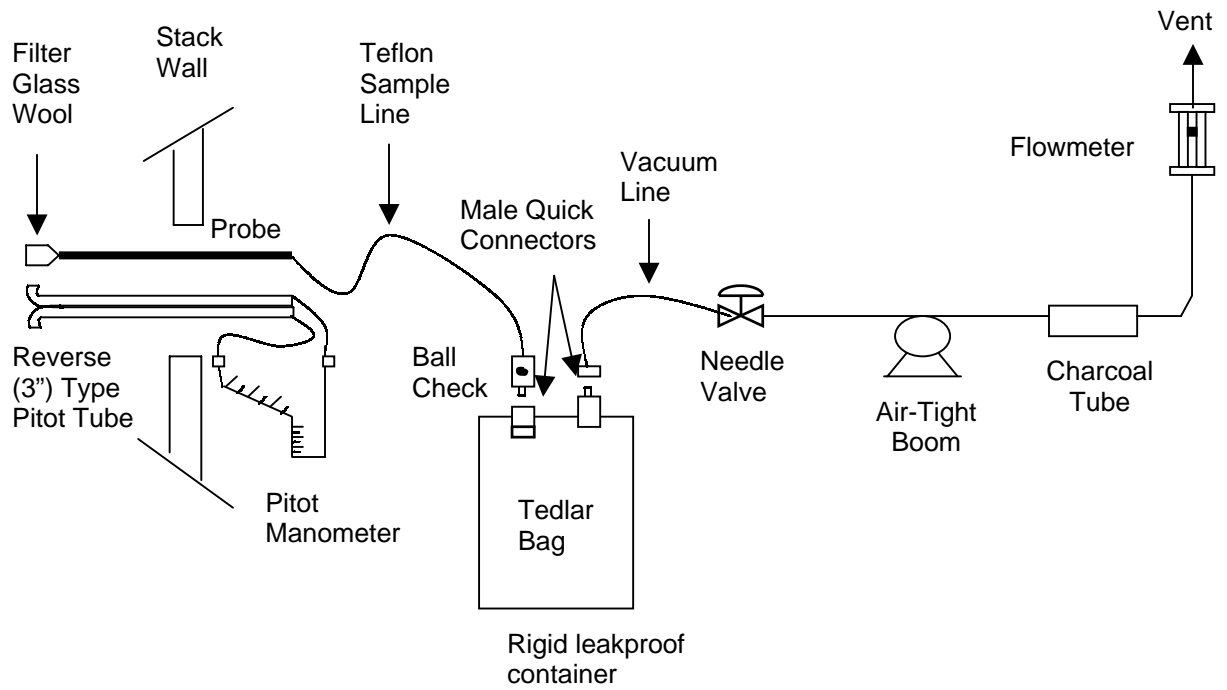 Filter
Glass
Wool
Stack
Wall
Teflon
Sample
Line
Vent
Flowmeter
Vacuum
Line
Male Quick
Connectors
Probe
Reverse
(3”) Type
Pitot Tube
Ball
Check
Needle
Valve
Charcoal
Tube
Air-Tight
Boom
Pitot
Manometer
Tedlar
Bag
Rigid leakproof
container